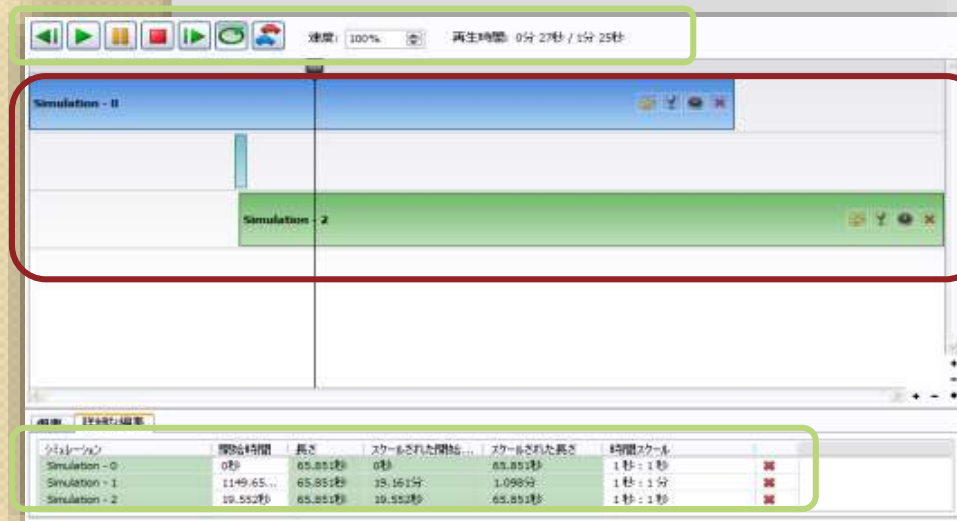 速度: 100% 再生時間: 0分 27秒 / 1分 25秒
Simulation - 0
Simulation - 2
概要 詳細な編集
シミュレーション 開始時間 長さ スケールされた開始... スケールされた長さ 時間スケール
Simulation - 0 0秒 65.851秒 0秒 65.851秒 1 秒 : 1 秒
Simulation - 1 1149.65... 65.851秒 19.161分 1.098分 1 秒 : 1 分
Simulation - 2 19.552秒 65.851秒 19.552秒 65.851秒 1 秒 : 1 秒